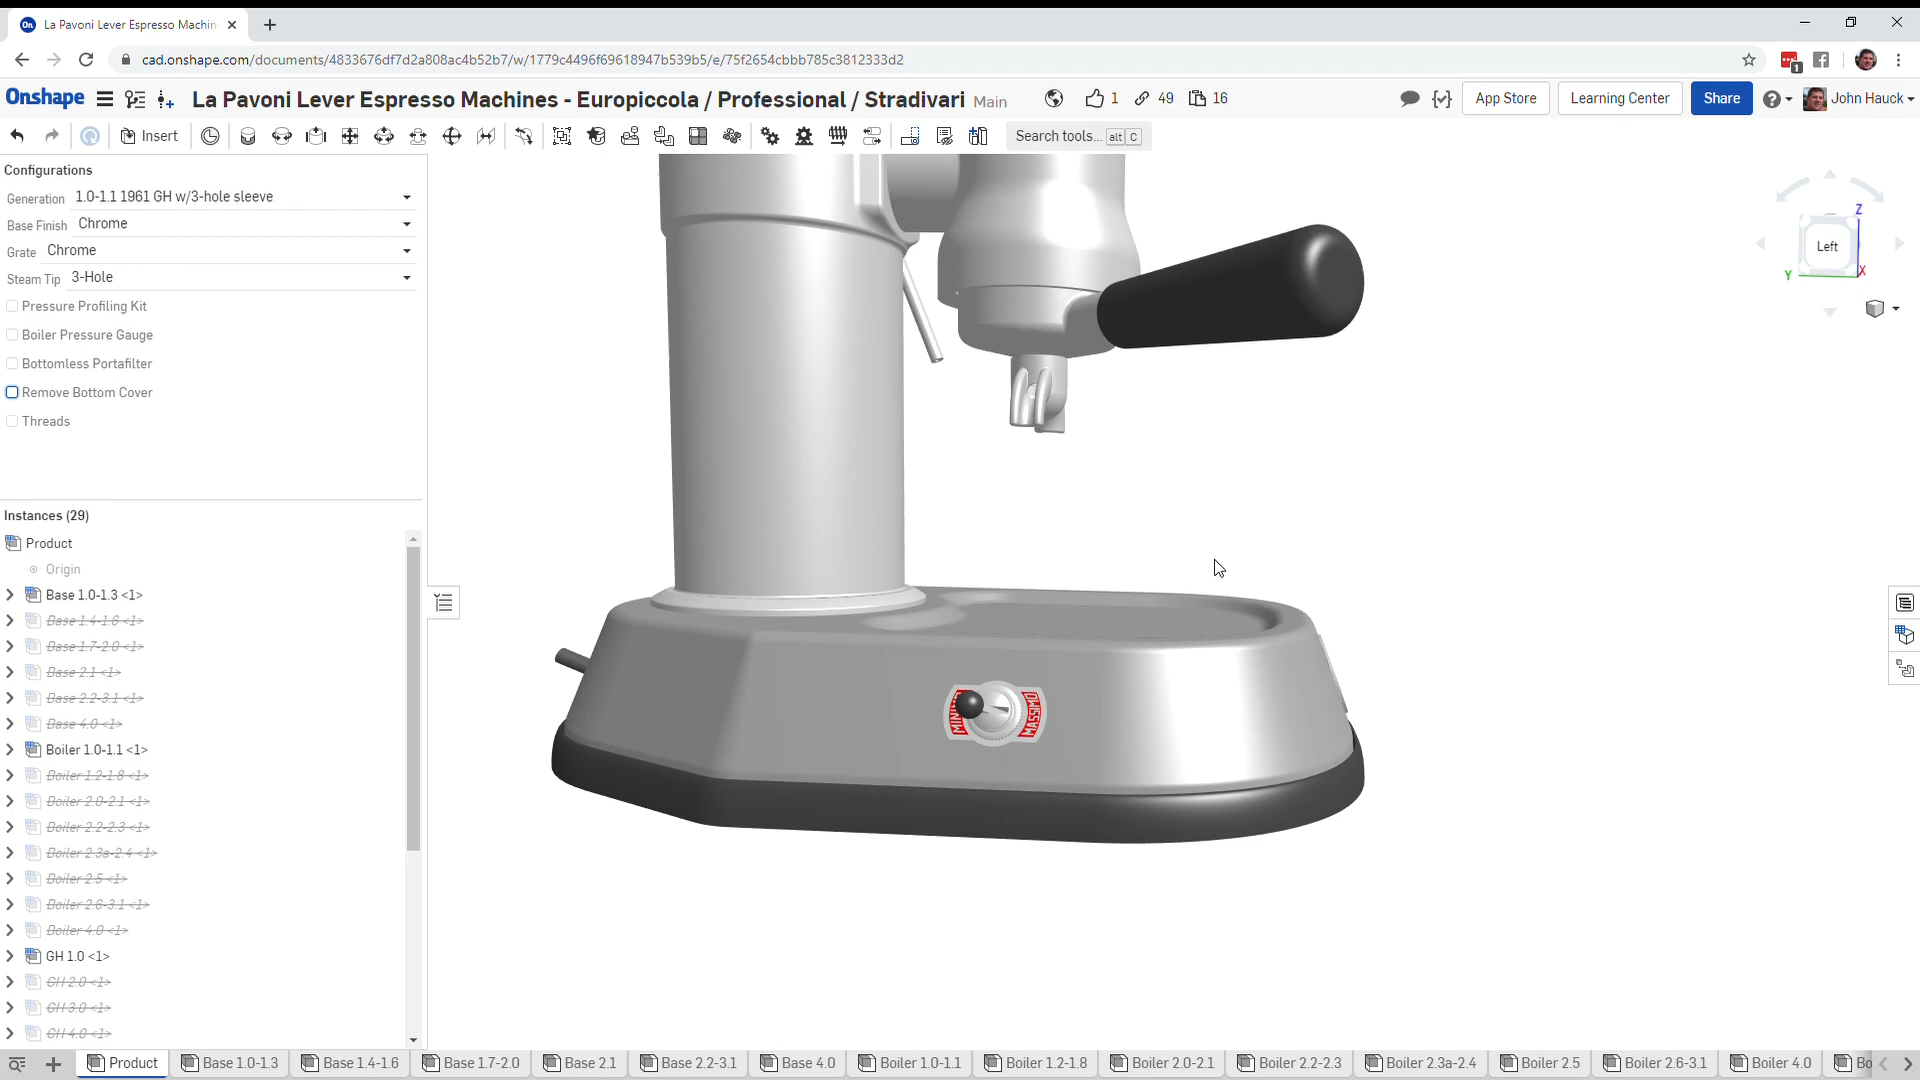 La Pavoni Lever Espresso Machin
cad.onshape.com/documents/4833676df7d2a808ac4b52b7/w/1779c4496f69618947b539b5/e/75f2654cbbb785c3812333d2
1
Onshape
La Pavoni Lever Espresso Machines - Europiccola / Professional / Stradivari Main
1 49 16
App Store
Learning Center
Share
John Hauck
Insert
Search tools... alt C
Configurations
Generation 1.0-1.1 1961 GH w/3-hole sleeve
Base Finish Chrome
Grate Chrome
Steam Tip 3-Hole
Pressure Profiling Kit
Boiler Pressure Gauge
Bottomless Portafilter
Remove Bottom Cover
Threads
Instances (29)
Product
Origin
Base 1.0-1.3 <1>
Base 1.4-1.6 <1>
Base 1.7-2.0 <1>
Base 2.1 <1>
Base 2.2-3.1 <1>
Base 4.0 <1>
Boiler 1.0-1.1 <1>
Boiler 1.2-1.8 <1>
Boiler 2.0-2.1 <1>
Boiler 2.2-2.3 <1>
Boiler 2.3a-2.4 <1>
Boiler 2.5 <1>
Boiler 2.6-3.1 <1>
Boiler 4.0 <1>
GH 1.0 <1>
GH 2.0 <1>
GH 3.0 <1>
GH 4.0 <1>
MASSIMO
Z
Left
Y
X
Product
Base 1.0-1.3
Base 1.4-1.6
Base 1.7-2.0
Base 2.1
Base 2.2-3.1
Base 4.0
Boiler 1.0-1.1
Boiler 1.2-1.8
Boiler 2.0-2.1
Boiler 2.2-2.3
Boiler 2.3a-2.4
Boiler 2.5
Boiler 2.6-3.1
Boiler 4.0
Bo